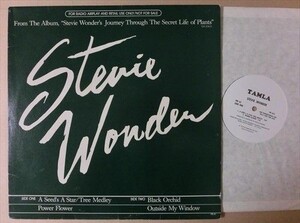 FOR RADIO AIRPLAY AND RETAIL USE ONLY/NOT FOR SALE
From The Album, "Stevie Wonder's Journey Through The Secret Life of Plants"
Stevie
Wonder
SIDE ONE A Seed's A Star/Tree Medley
Power Flower
SIDE TWO Black Orchid
Outside My Window
TAMLA
STEVIE WONDER